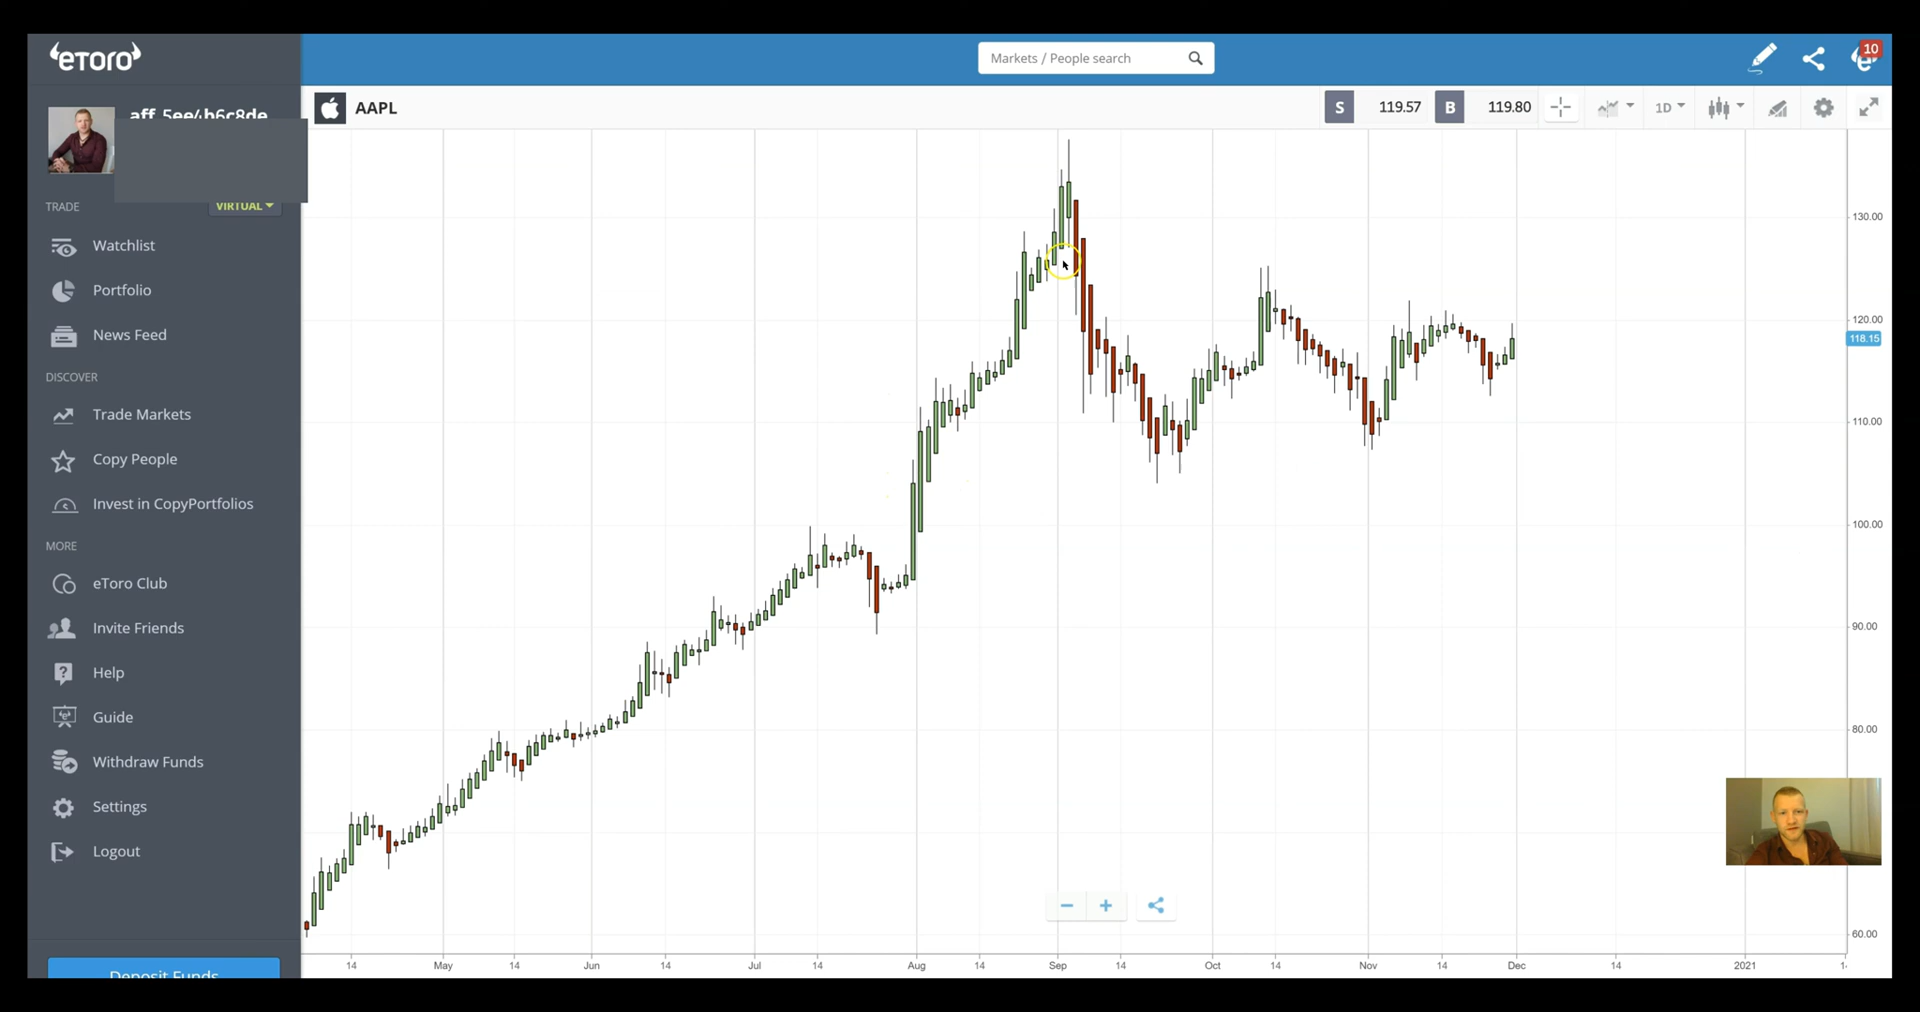 eTORO
Markets / People search
10
aff_5ee4b6c8de
AAPL
S 119.57 B 119.80 1D
TRADE
VIRTUAL
Watchlist
Portfolio
News Feed
DISCOVER
Trade Markets
Copy People
Invest in CopyPortfolios
MORE
eToro Club
Invite Friends
Help
Guide
Withdraw Funds
Settings
Logout
Deposit Funds
130.00
120.00
118.15
110.00
100.00
90.00
80.00
60.00
14 May 14 Jun 14 Jul 14 Aug 14 Sep 14 Oct 14 Nov 14 Dec 14 2021